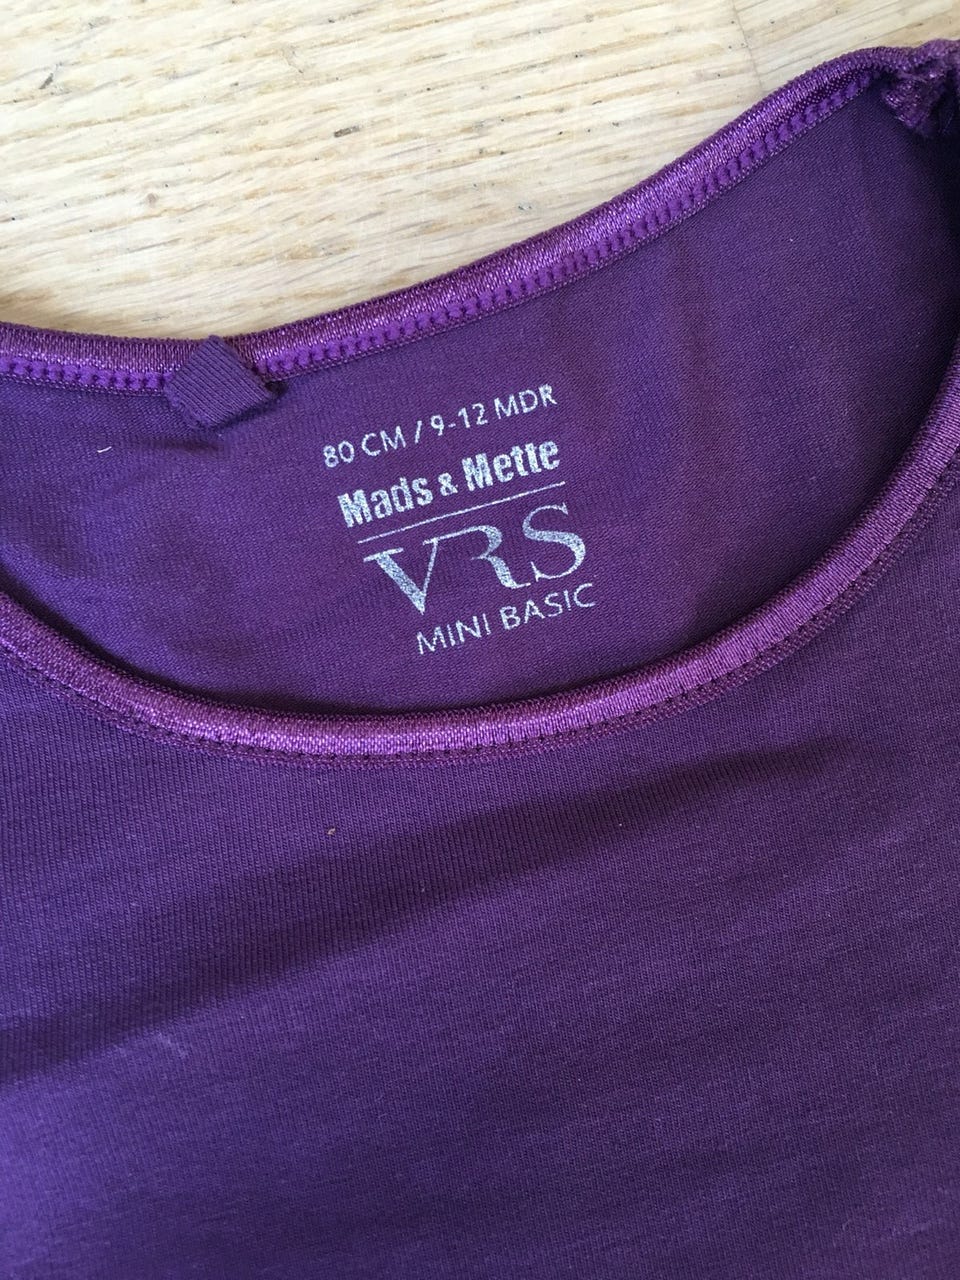 80 CM / 9-12 MDR
Mads & Mette
VRS
MINI BASIC